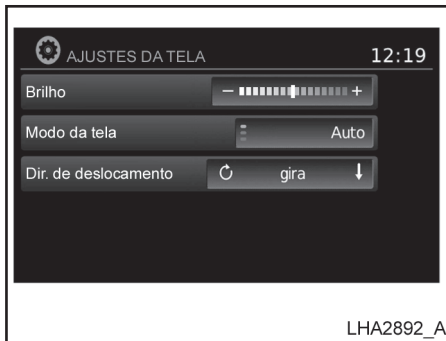 AJUSTES DA TELA 12:19
Brilho - +
Modo da tela Auto
Dir. de deslocamento gira
LHA2892_A